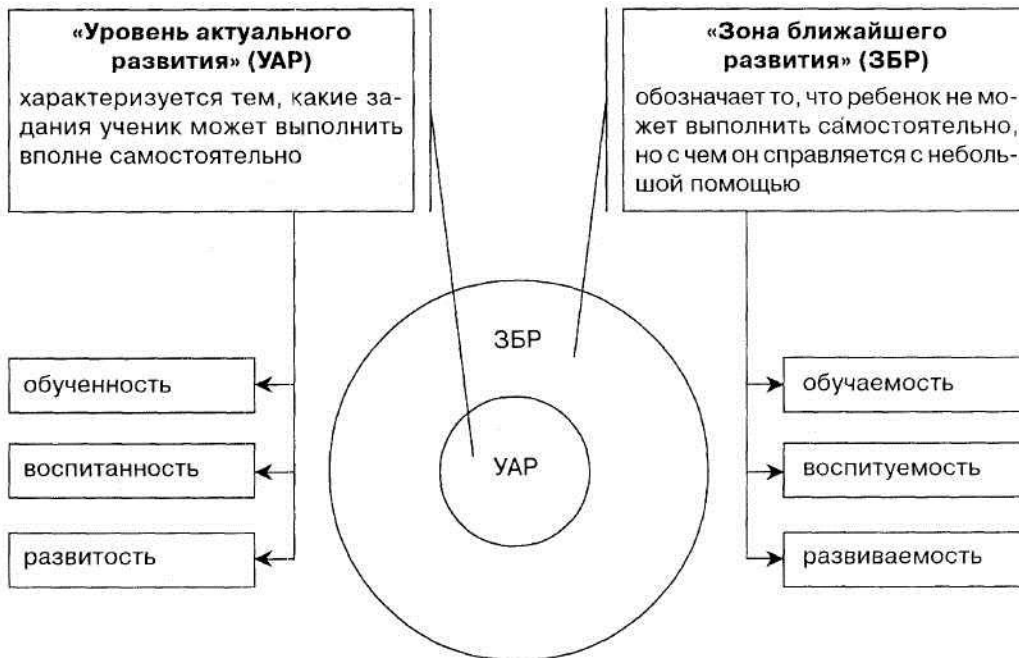 «Уровень актуального
развития» (УАР)
характеризуется тем, какие за-
дания ученик может выполнить
вполне самостоятельно
«Зона ближайшего
развития» (ЗБР)
обозначает то, что ребенок не мо-
жет выполнить самостоятельно,
но с чем он справляется с неболь-
шой помощью
ЗБР
УАР
обученность
воспитанность
развитость
обучаемость
воспитуемость
развиваемость